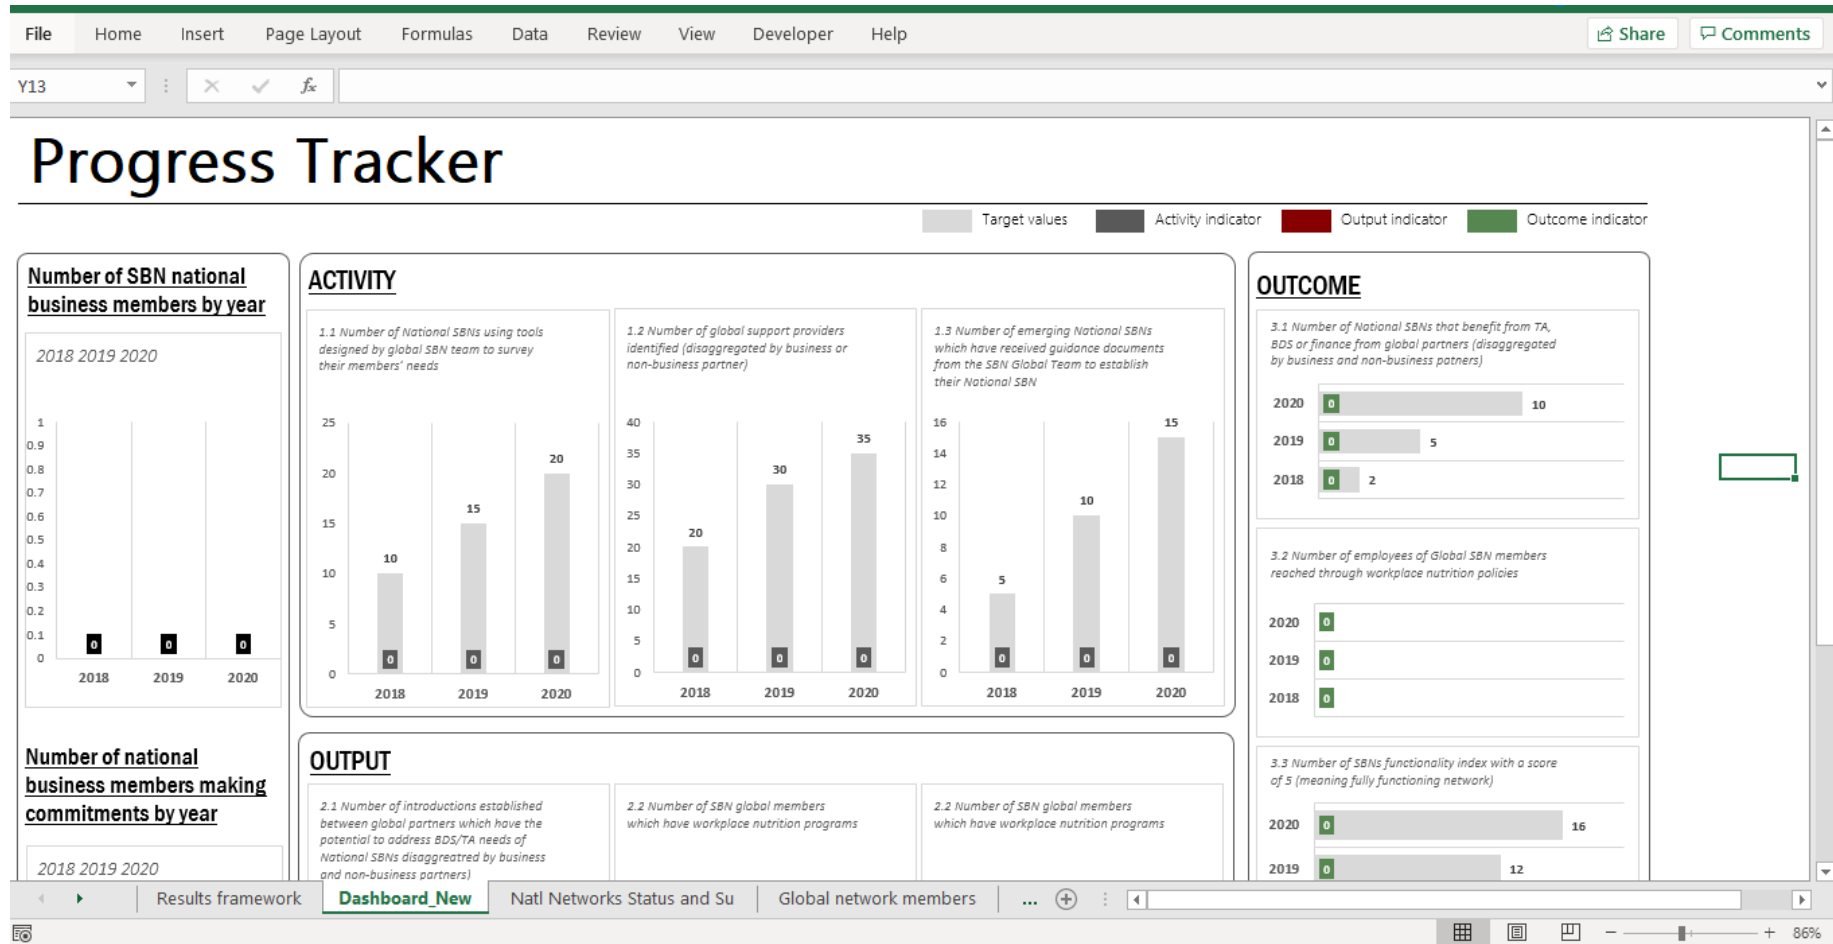 File Home Insert Page Layout Formulas Data Review View Developer Help Share Comments
Y13 fx
Progress Tracker
Target values Activity indicator Output indicator Outcome indicator
Number of SBN national
business members by year
2018 2019 2020
1
0.9
0.8
0.7
0.6
0.5
0.4
0.3
0.2
0.1
0
0 0 0
2018 2019 2020
Number of national
business members making
commitments by year
2018 2019 2020
ACTIVITY
1.1 Number of National SBNs using tools
designed by global SBN team to survey
their members' needs
25
20
15
10
5
0
10 15 20
0 0 0
2018 2019 2020
1.2 Number of global support providers
identified (disaggregated by business or
non-business partner)
40
35
30
25
20
15
10
5
0
20 30 35
0 0 0
2018 2019 2020
1.3 Number of emerging National SBNs
which have received guidance documents
from the SBN Global Team to establish
their National SBN
16
14
12
10
8
6
4
2
0
5 10 15
0 0 0
2018 2019 2020
OUTPUT
2.1 Number of introductions established
between global partners which have the
potential to address BDS/TA needs of
National SBNs disaggreatred by business
and non-business partners)
2.2 Number of SBN global members
which have workplace nutrition programs
2.2 Number of SBN global members
which have workplace nutrition programs
OUTCOME
3.1 Number of National SBNs that benefit from TA,
BDS or finance from global partners (disaggregated
by business and non-business patners)
2020 0 10
2019 0 5
2018 0 2
3.2 Number of employees of Global SBN members
reached through workplace nutrition policies
2020 0
2019 0
2018 0
3.3 Number of SBNs functionality index with a score
of 5 (meaning fully functioning network)
2020 0 16
2019 0 12
Results framework Dashboard_New Natl Networks Status and Su Global network members ...
86%